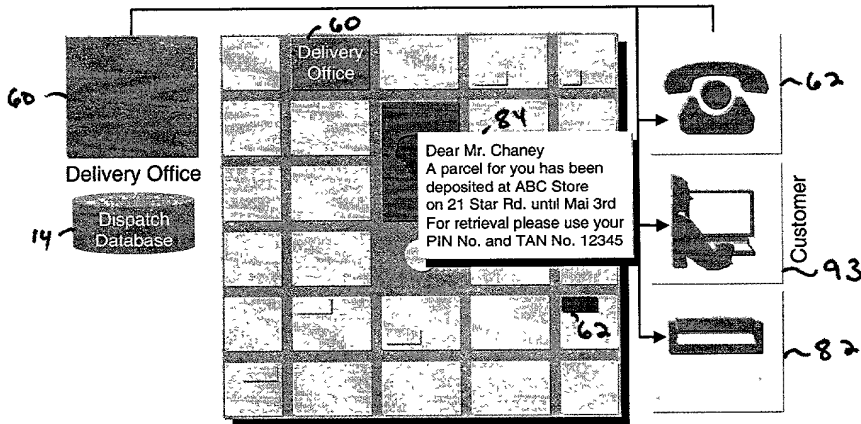 60
Delivery
Office
60
Delivery Office
Dispatch
Database
14
84
Dear Mr. Chaney
A parcel for you has been
deposited at ABC Store
on 21 Star Rd. until Mai 3rd
For retrieval please use your
PIN No. and TAN No. 12345
62
62
Customer
93
82